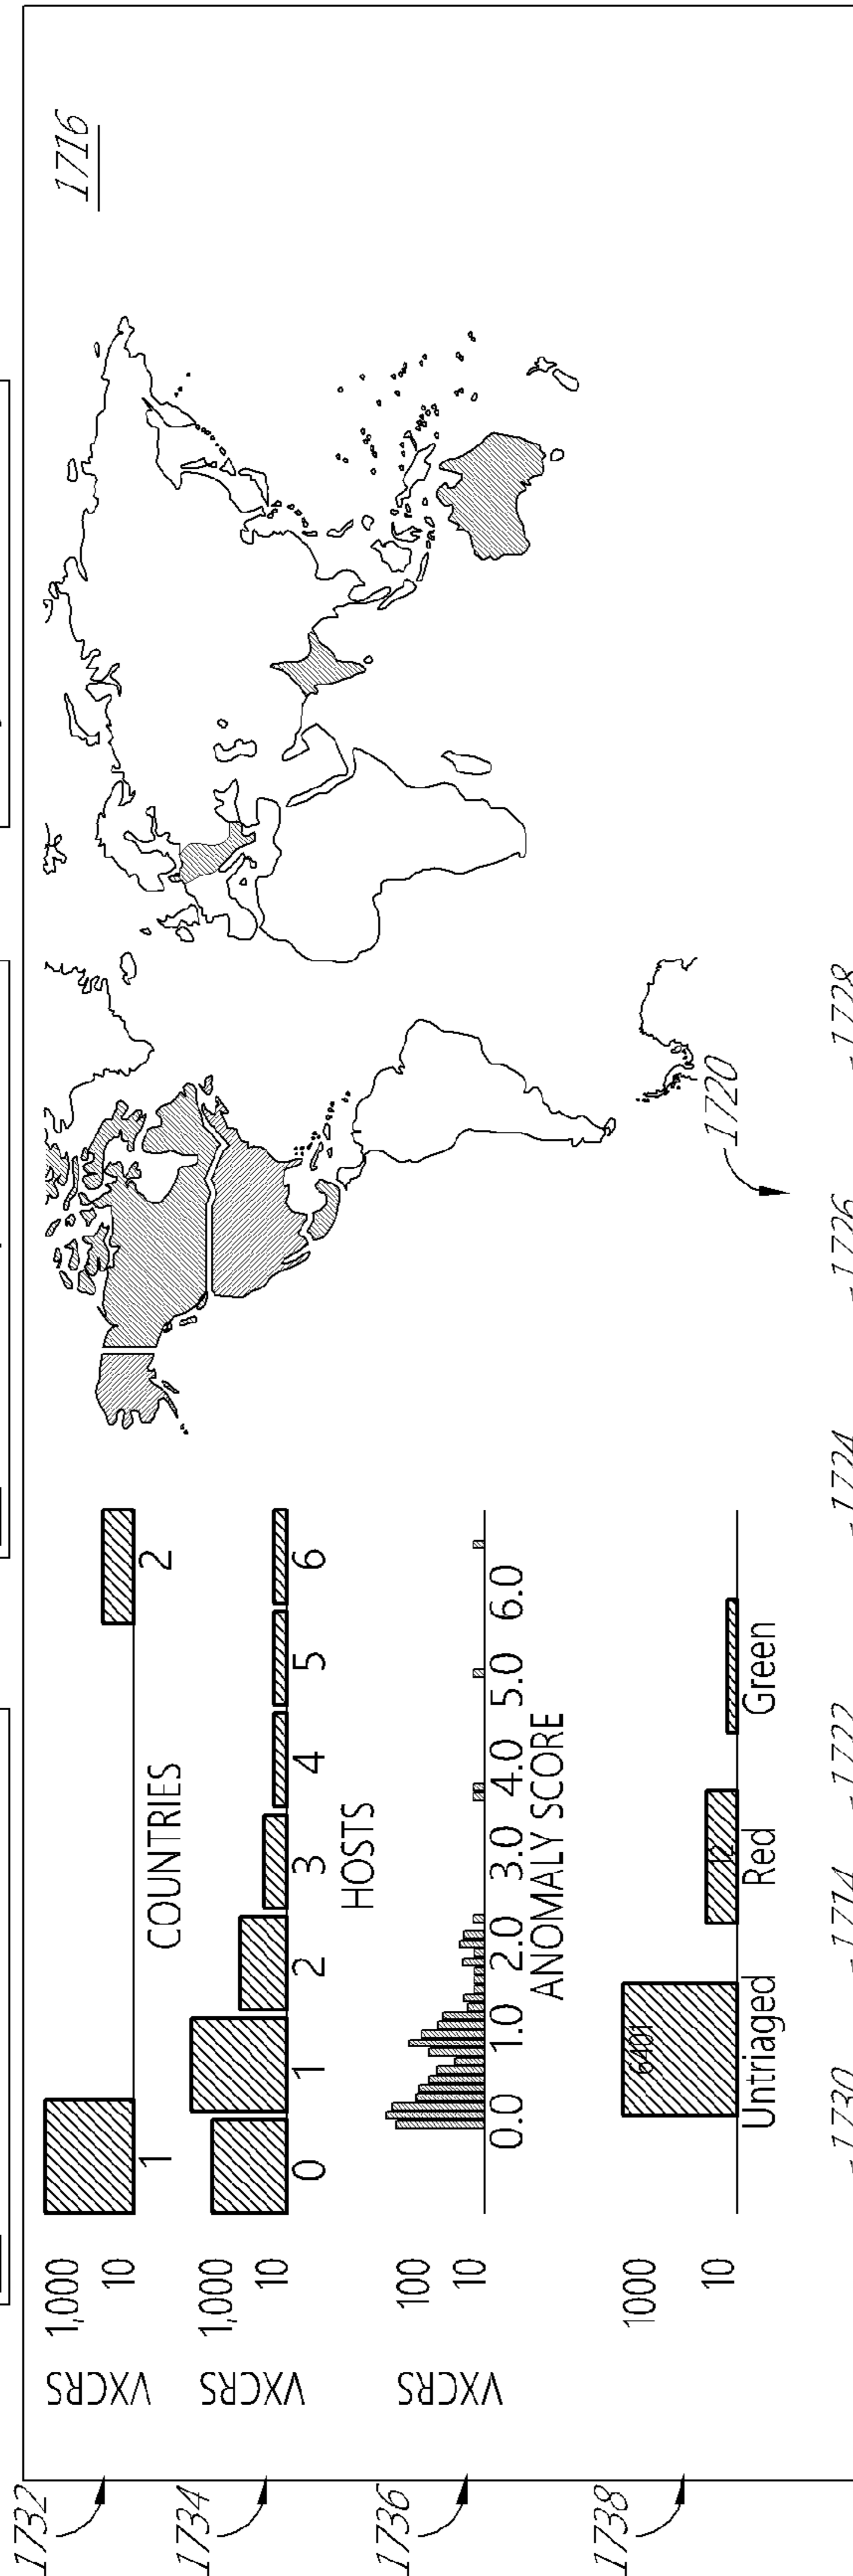 1716
1732
VXCRS
1,000
10
1
2
COUNTRIES
1734
VXCRS
1,000
10
0 1 2 3 4 5 6
HOSTS
1736
VXCRS
100
10
0.0 1.0 2.0 3.0 4.0 5.0 6.0
ANOMALY SCORE
1738
1000
10
6401
12
Untriaged Red Green
1720
1730 1714 1722 1724 1726 1728